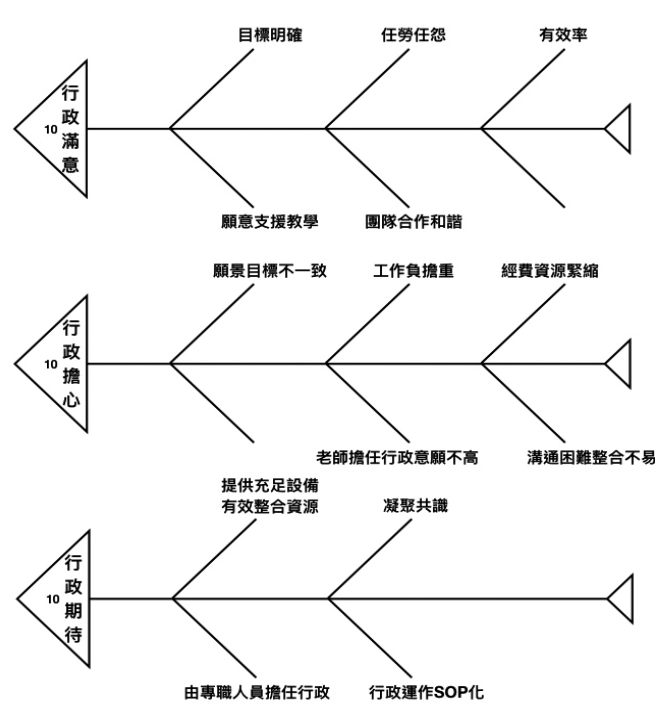 目標明確
任勞任怨
有效率
10
行政滿意
願意支援教學
團隊合作和諧
願景目標不一致
工作負擔重
經費資源緊縮
10
行政擔心
老師擔任行政意願不高
溝通困難整合不易
提供充足設備
有效整合資源
凝聚共識
10
行政期待
由專職人員擔任行政
行政運作SOP化